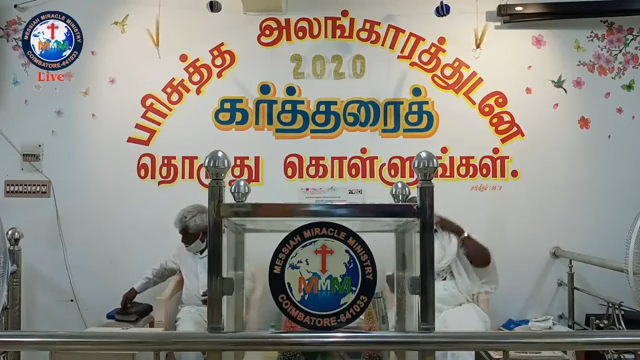 MESSIAH MIRACLE MINISTRY
MMM
COIMBATORE-641033
Live
பரிசுத்த அலங்காரத்துடனே
2020
கர்த்தரைத்
தொழுது கொள்ளுங்கள்.
MESSIAH MIRACLE MINISTRY
MMM
COIMBATORE-641033